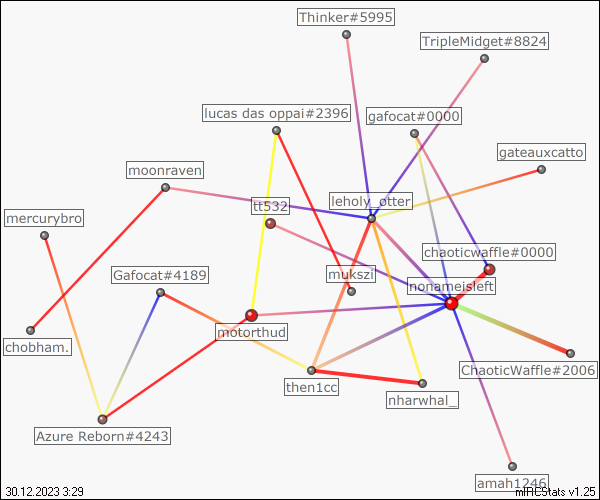 Thinker#5995
TripleMidget#8824
lucas das oppai#2396
gafocat#0000
gateauxcatto
moonraven
leholy_otter
tt532
mercurybro
chaoticwaffle#0000
Gafocat#4189
mukszi
nonameisleft
motorthud
chobham.
ChaoticWaffle#2006
then1cc
nharwhal_
Azure Reborn#4243
amah1246
30.12.2023 3:29
mIRCStats v1.25